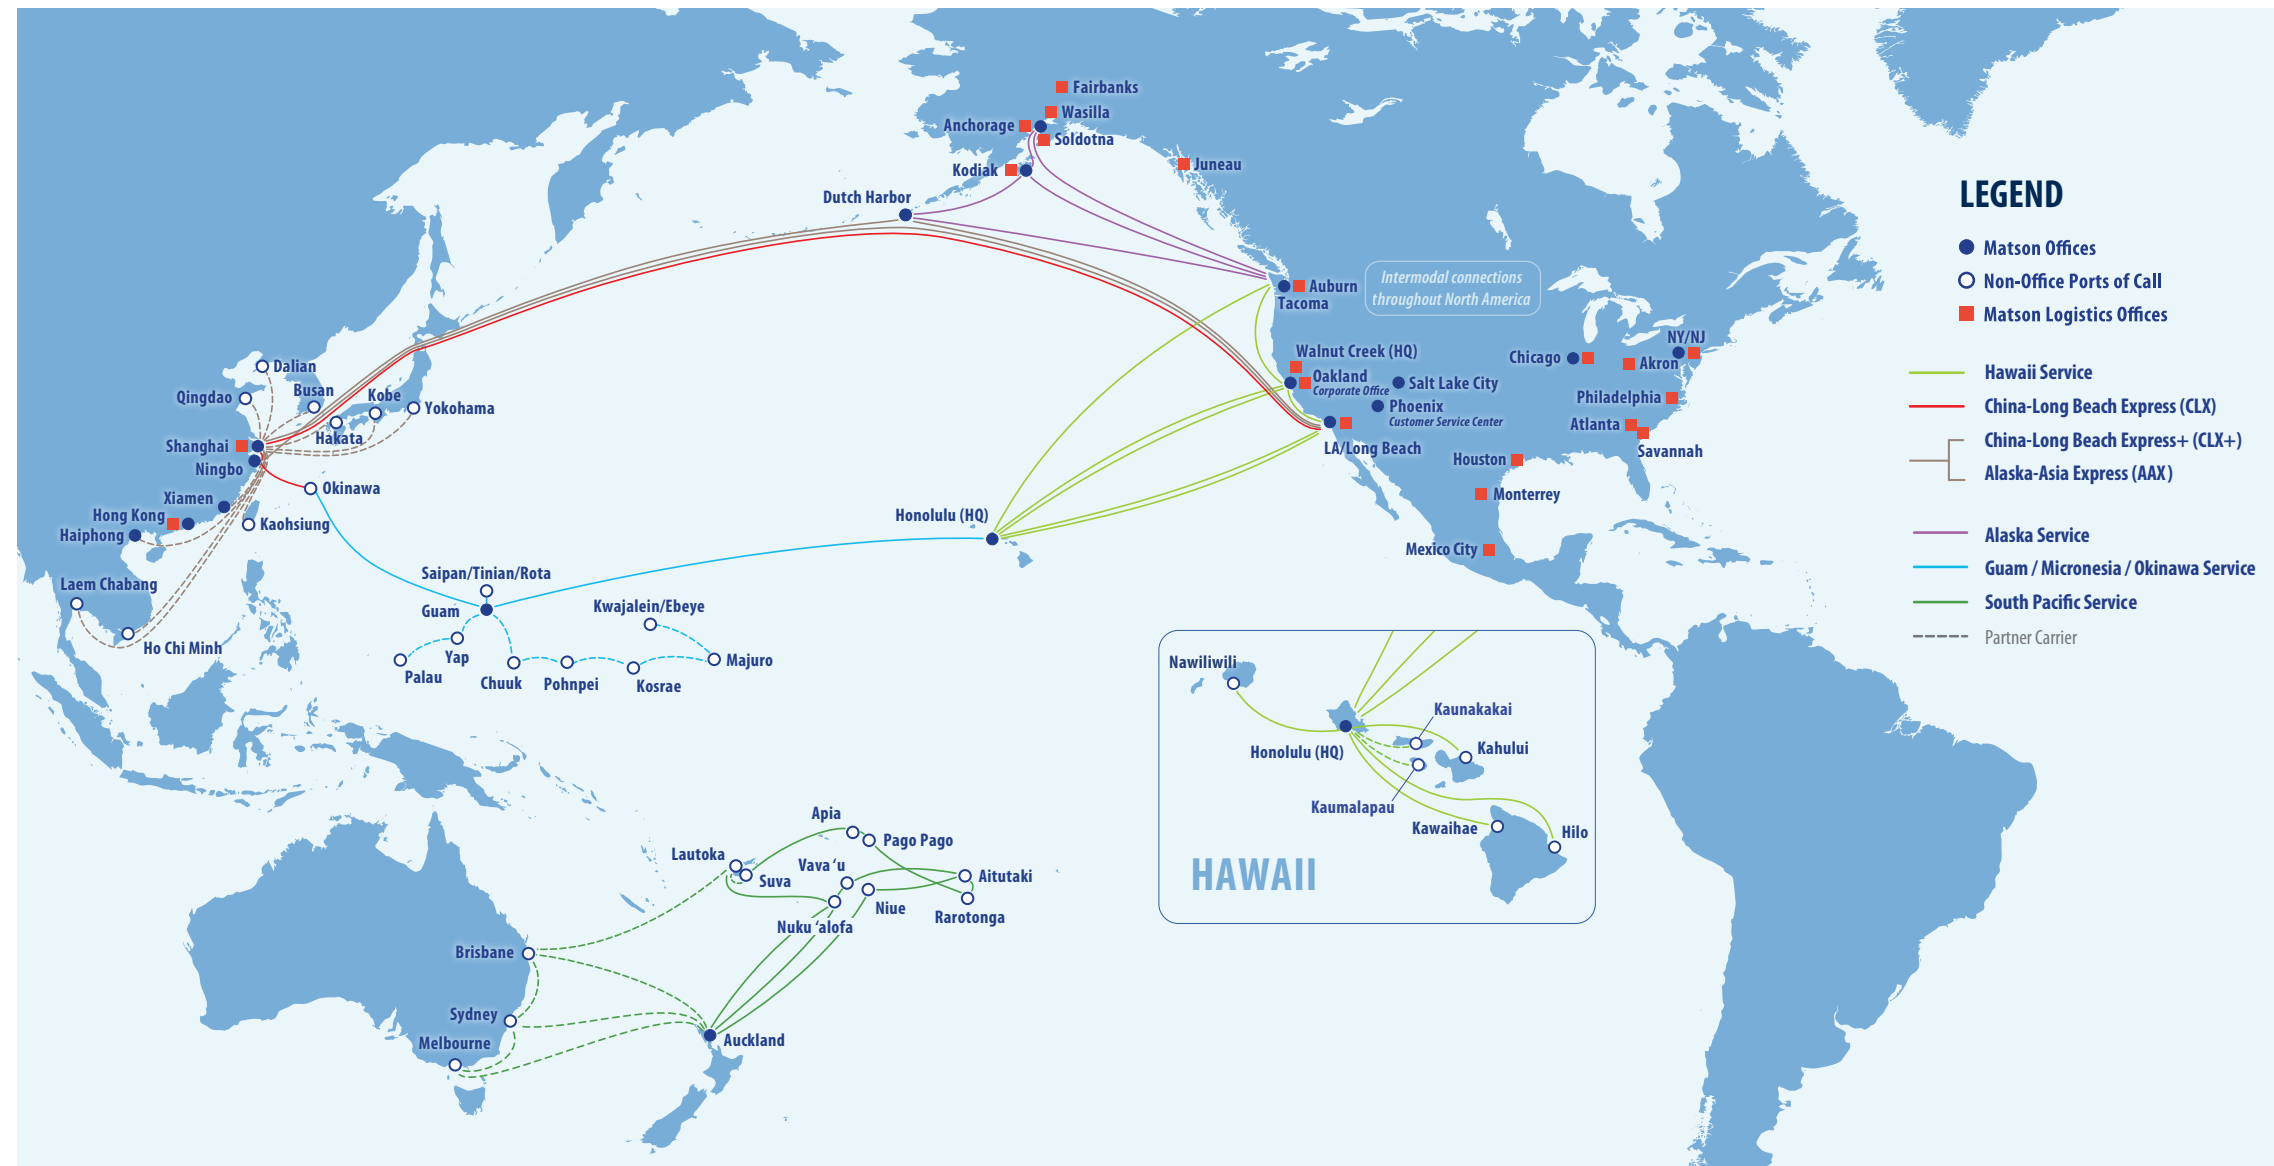 Fairbanks
Wasilla
Anchorage
Soldotna
Kodiak
Juneau
Dutch Harbor
Intermodal connections
throughout North America
Auburn
Tacoma
Walnut Creek (HQ)
Oakland
Corporate Office
Salt Lake City
Phoenix
Customer Service Center
LA/Long Beach
Chicago
NY/NJ
Akron
Philadelphia
Atlanta
Savannah
Houston
Monterrey
Mexico City
Dalian
Qingdao
Busan
Kobe
Yokohama
Hakata
Shanghai
Ningbo
Okinawa
Xiamen
Hong Kong
Kaohsiung
Haiphong
Laem Chabang
Ho Chi Minh
Honolulu (HQ)
Saipan/Tinian/Rota
Guam
Kwajalein/Ebeye
Yap
Palau
Chuuk
Pohnpei
Kosrae
Majuro
Apia
Pago Pago
Lautoka
Suva
Vava ‘u
Aitutaki
Niue
Rarotonga
Nuku ‘alofa
Brisbane
Sydney
Melbourne
Auckland
Nawiliwili
Kaunakakai
Honolulu (HQ)
Kahului
Kaumalapau
Kawaihae
Hilo
HAWAII
LEGEND
Matson Offices
Non-Office Ports of Call
Matson Logistics Offices
Hawaii Service
China-Long Beach Express (CLX)
China-Long Beach Express+ (CLX+)
Alaska-Asia Express (AAX)
Alaska Service
Guam / Micronesia / Okinawa Service
South Pacific Service
Partner Carrier